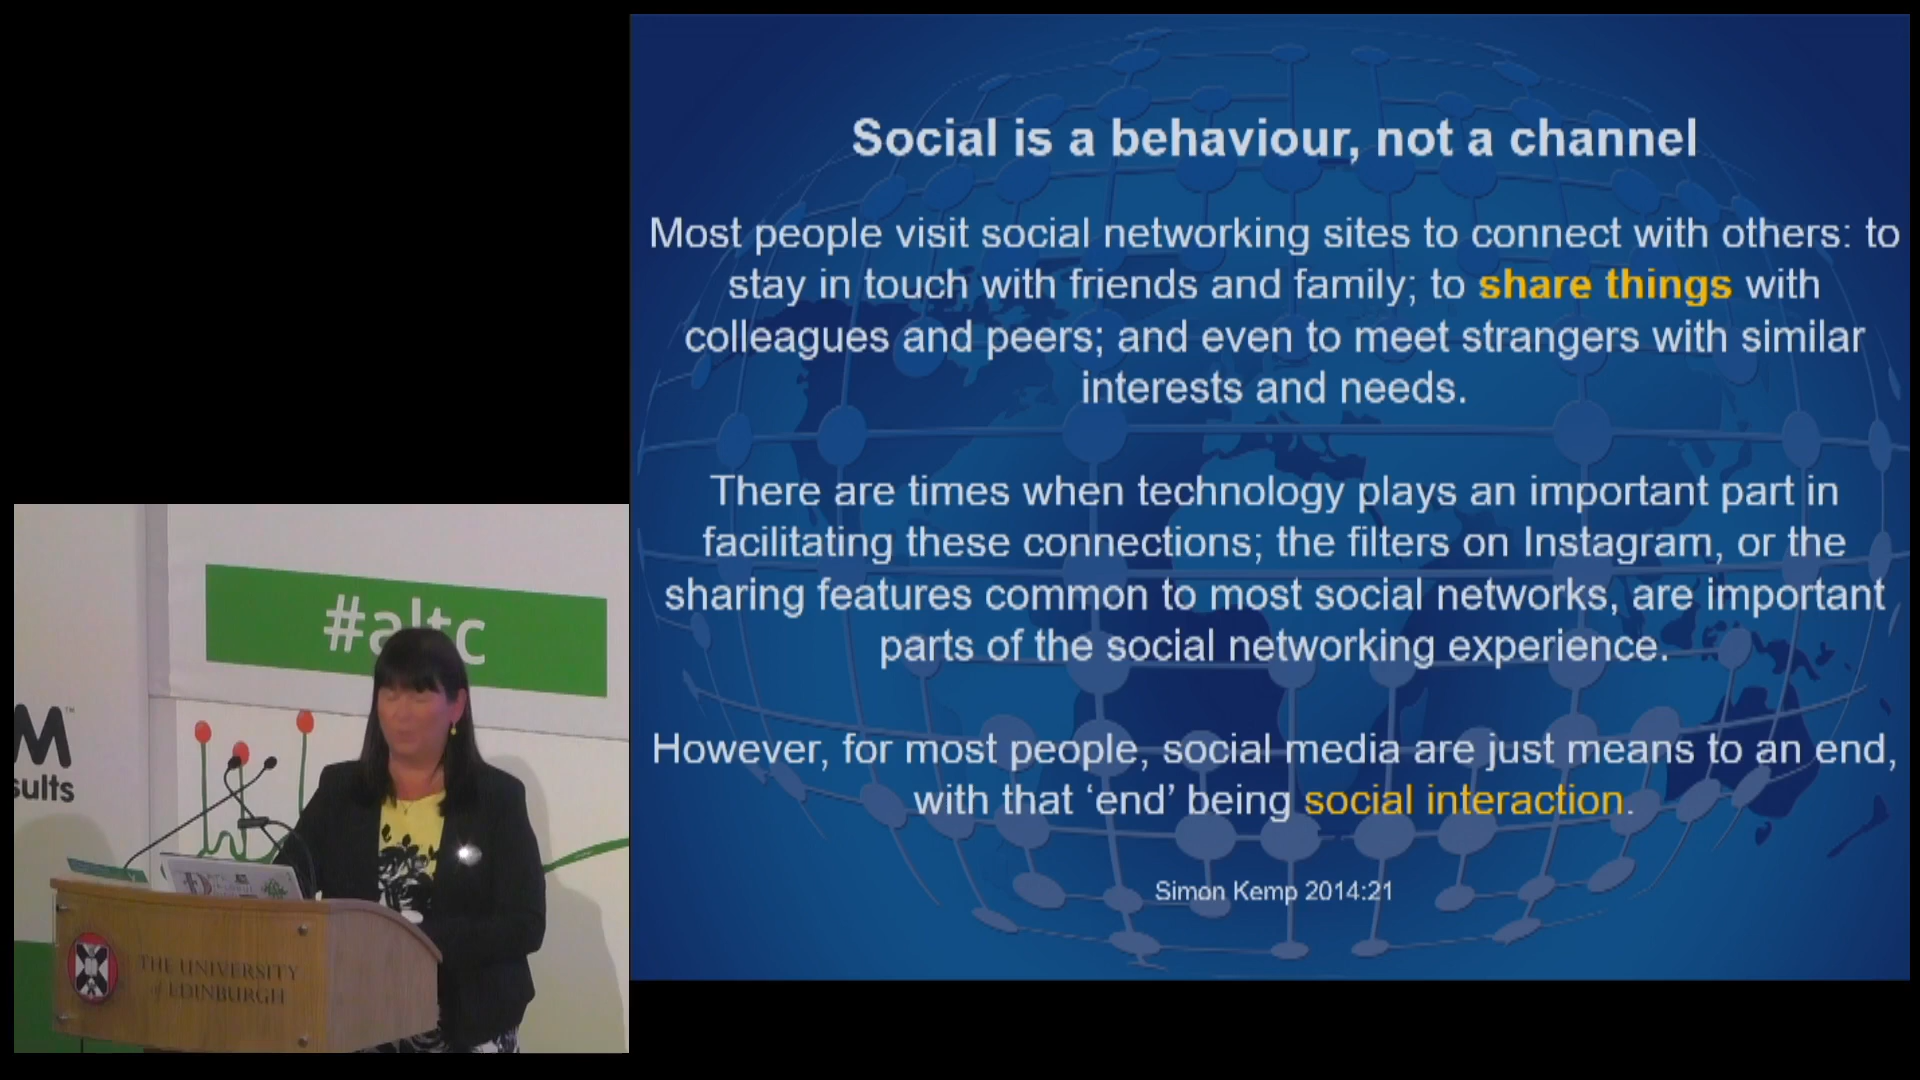 Social is a behaviour, not a channel
Most people visit social networking sites to connect with others: to
stay in touch with friends and family; to share things with
colleagues and peers; and even to meet strangers with similar
interests and needs.
There are times when technology plays an important part in
facilitating these connections; the filters on Instagram, or the
sharing features common to most social networks, are important
parts of the social networking experience.
However, for most people, social media are just means to an end,
with that ‘end’ being social interaction.
Simon Kemp 2014:21
#altc
M™
sults
THE UNIVERSITY
of EDINBURGH